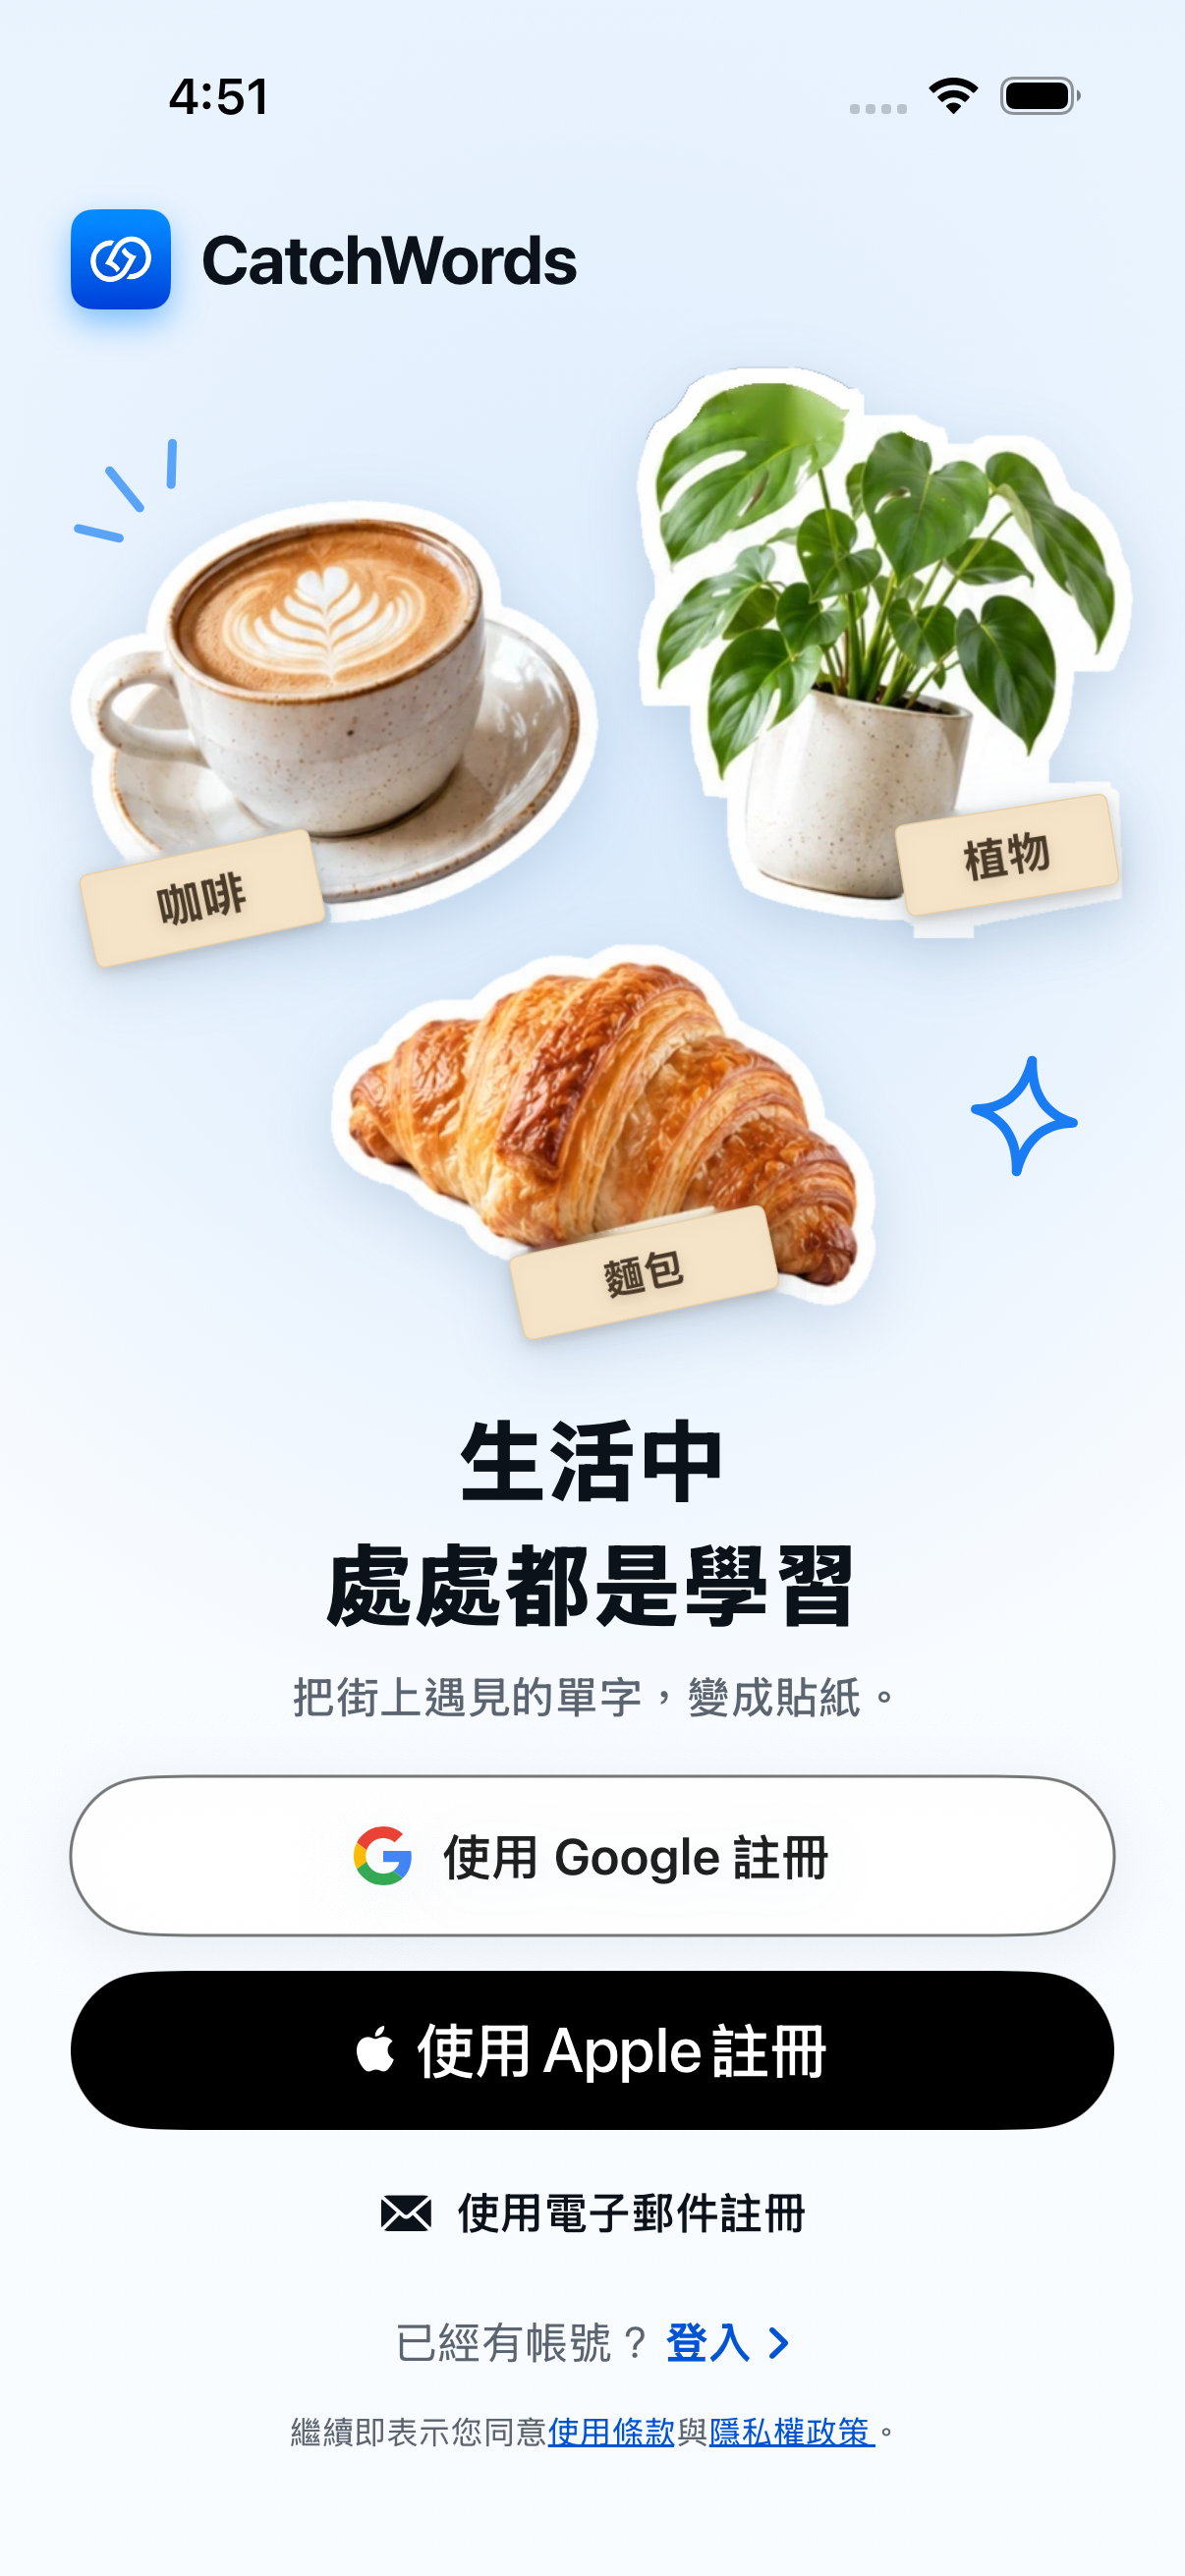 4:51
CatchWords
咖啡
植物
麵包
生活中
處處都是學習
把街上遇見的單字，變成貼紙。
使用 Google 註冊
使用 Apple 註冊
使用電子郵件註冊
已經有帳號？登入
繼續即表示您同意使用條款與隱私權政策。